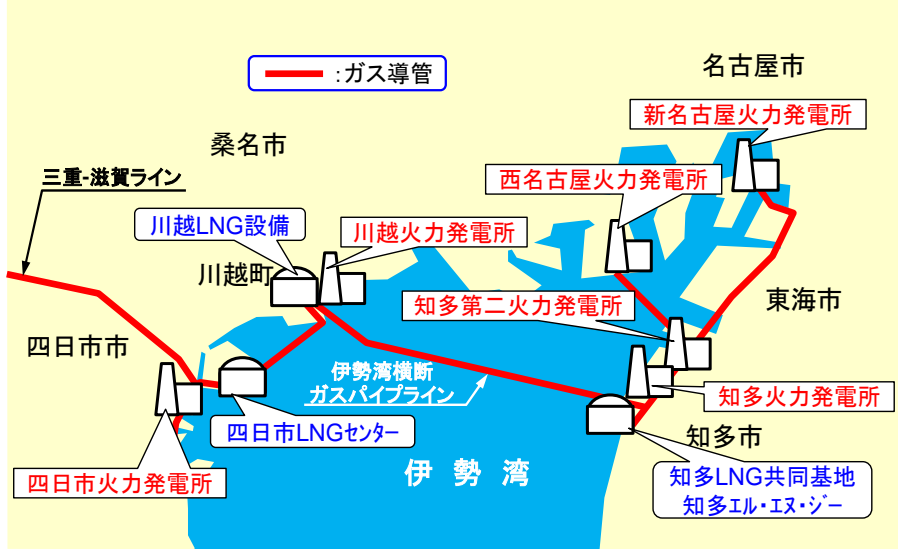 名古屋市
:ガス導管
新名古屋火力発電所
桑名市
三重-滋賀ライン
西名古屋火力発電所
川越LNG設備
川越火力発電所
川越町
知多第二火力発電所
東海市
四日市市
伊勢湾横断
ガスパイプライン
知多火力発電所
四日市LNGセンター
知多市
伊勢湾
四日市火力発電所
知多LNG共同基地
知多エル・エヌ・ジー